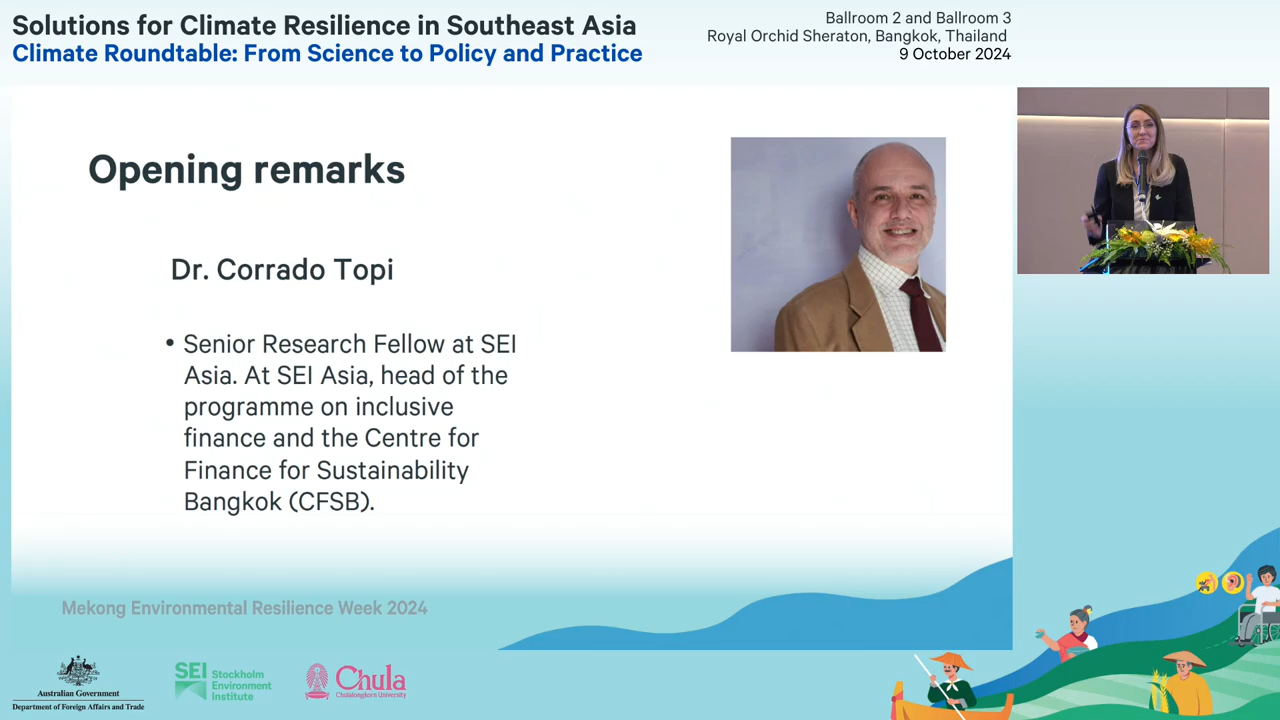 Solutions for Climate Resilience in Southeast Asia
Climate Roundtable: From Science to Policy and Practice
Ballroom 2 and Ballroom 3
Royal Orchid Sheraton, Bangkok, Thailand
9 October 2024
Opening remarks
Dr. Corrado Topi
• Senior Research Fellow at SEI
Asia. At SEI Asia, head of the
programme on inclusive
finance and the Centre for
Finance for Sustainability
Bangkok (CFSB).
Mekong Environmental Resilience Week 2024
Australian Government
Department of Foreign Affairs and Trade
SEI
Stockholm
Environment
Institute
Chula
Chulalongkorn University